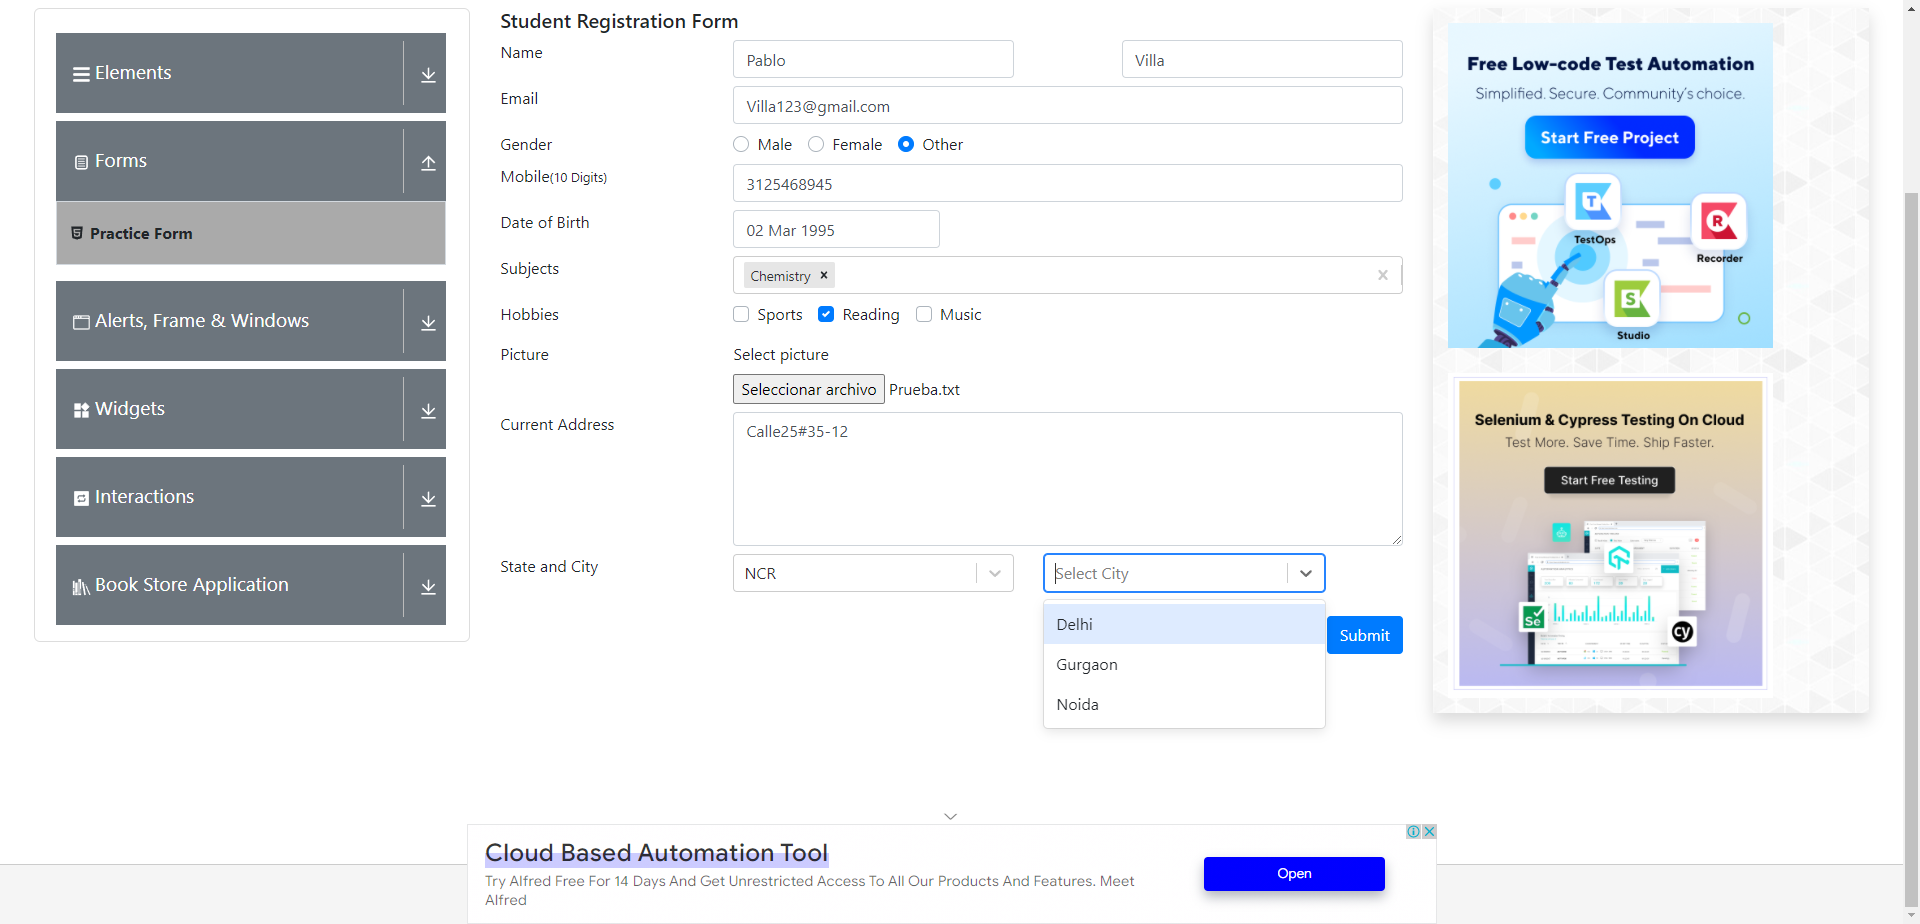 Elements
Forms
Practice Form
Alerts, Frame & Windows
Widgets
Interactions
Book Store Application
Student Registration Form
Name
Pablo
Villa
Email
Villa123@gmail.com
Gender
Male
Female
Other
Mobile(10 Digits)
3125468945
Date of Birth
02 Mar 1995
Subjects
Chemistry
Hobbies
Sports
Reading
Music
Picture
Select picture
Seleccionar archivo Prueba.txt
Current Address
Calle25#35-12
State and City
NCR
Select City
Delhi
Gurgaon
Noida
Submit
Free Low-code Test Automation
Simplified. Secure. Community's choice.
Start Free Project
TestOps
Recorder
Studio
Selenium & Cypress Testing On Cloud
Test More. Save Time. Ship Faster.
Start Free Testing
Se
cy
Cloud Based Automation Tool
Try Alfred Free For 14 Days And Get Unrestricted Access To All Our Products And Features. Meet
Alfred
Open